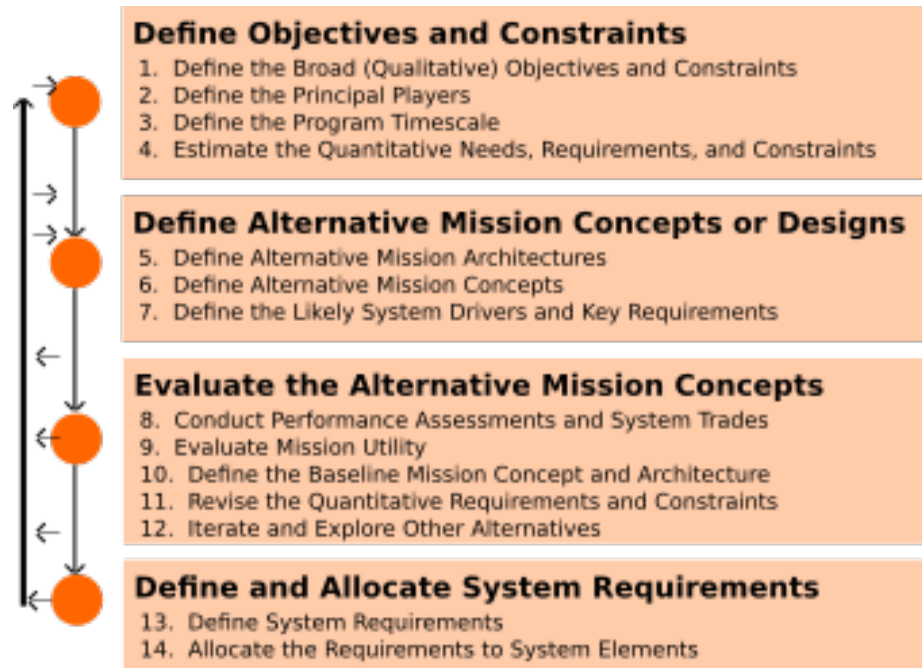 Define Objectives and Constraints
1. Define the Broad (Qualitative) Objectives and Constraints
2. Define the Principal Players
3. Define the Program Timescale
4. Estimate the Quantitative Needs, Requirements, and Constraints
Define Alternative Mission Concepts or Designs
5. Define Alternative Mission Architectures
6. Define Alternative Mission Concepts
7. Define the Likely System Drivers and Key Requirements
Evaluate the Alternative Mission Concepts
8. Conduct Performance Assessments and System Trades
9. Evaluate Mission Utility
10. Define the Baseline Mission Concept and Architecture
11. Revise the Quantitative Requirements and Constraints
12. Iterate and Explore Other Alternatives
Define and Allocate System Requirements
13. Define System Requirements
14. Allocate the Requirements to System Elements